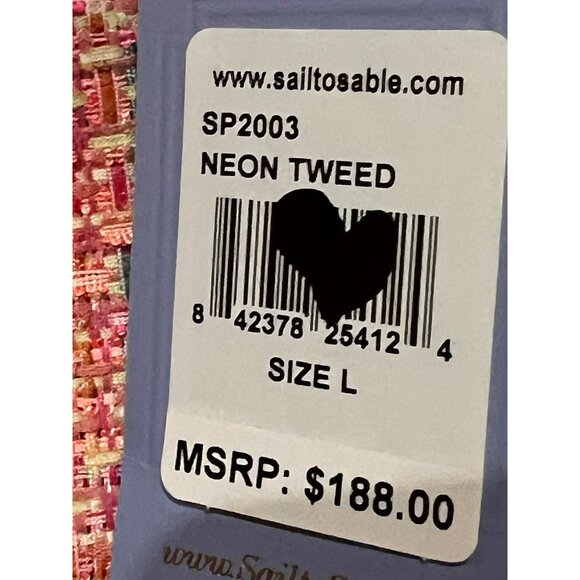 www.sailtosable.com
SP2003
NEON TWEED
8 42378 25412 4
SIZE L
MSRP: $188.00